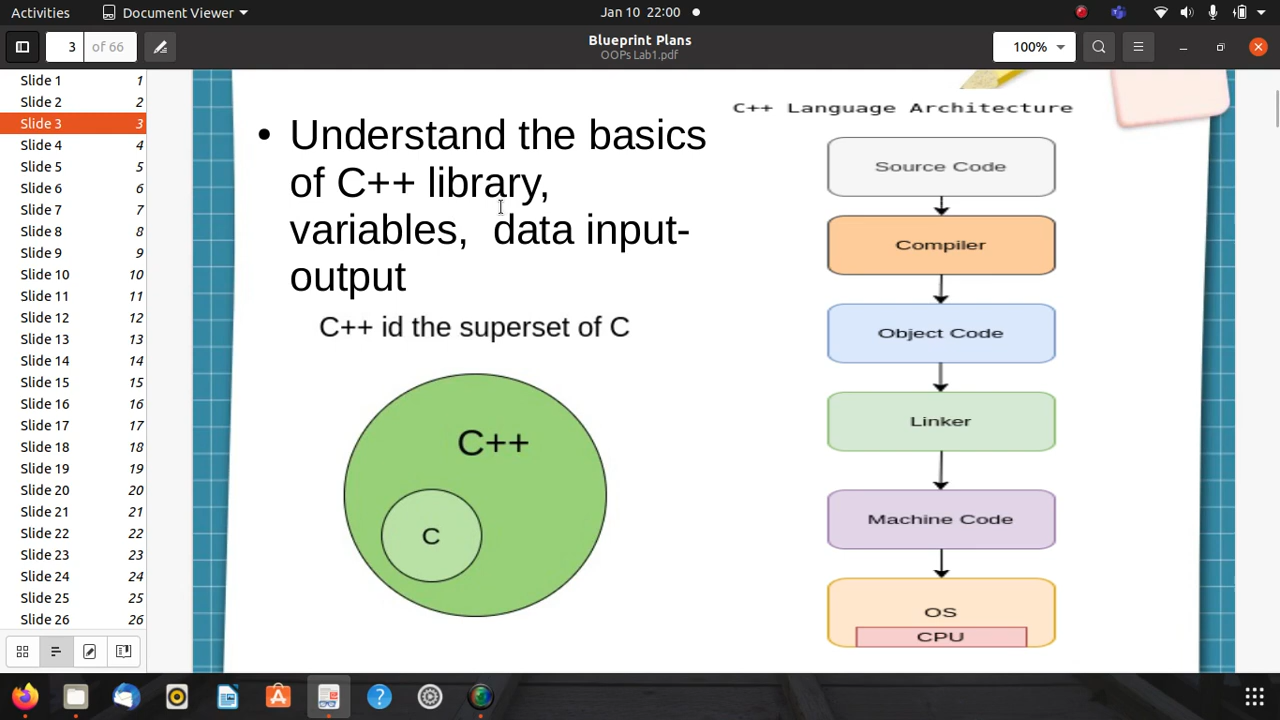 Activities
Document Viewer
Jan 10 22:00
3 of 66
Blueprint Plans
OOPs Lab1.pdf
100%
Slide 1 1
Slide 2 2
Slide 3 3
Slide 4 4
Slide 5 5
Slide 6 6
Slide 7 7
Slide 8 8
Slide 9 9
Slide 10 10
Slide 11 11
Slide 12 12
Slide 13 13
Slide 14 14
Slide 15 15
Slide 16 16
Slide 17 17
Slide 18 18
Slide 19 19
Slide 20 20
Slide 21 21
Slide 22 22
Slide 23 23
Slide 24 24
Slide 25 25
Slide 26 26
• Understand the basics
of C++ library,
variables, data input-
output
C++ id the superset of C
C++
C
C++ Language Architecture
Source Code
Compiler
Object Code
Linker
Machine Code
OS
CPU